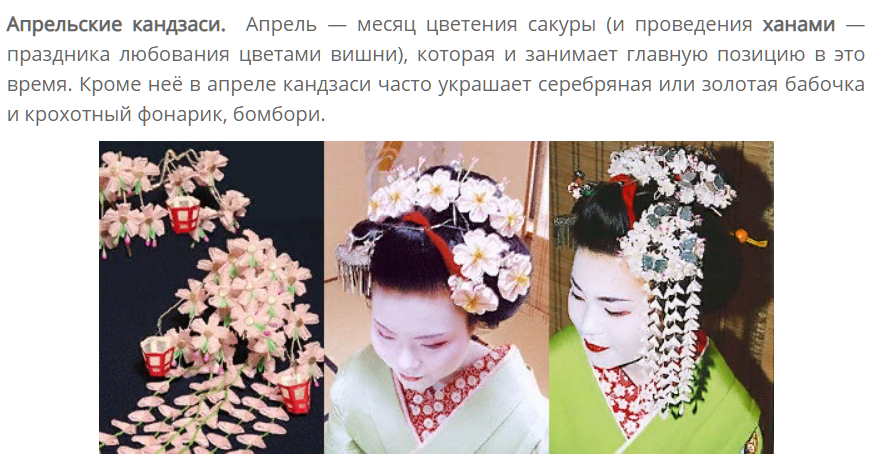 Апрельские кандзаси.  Апрель — месяц цветения сакуры (и проведения ханами —
праздника любования цветами вишни), которая и занимает главную позицию в это
время. Кроме неё в апреле кандзаси часто украшает серебряная или золотая бабочка
и крохотный фонарик, бомбори.